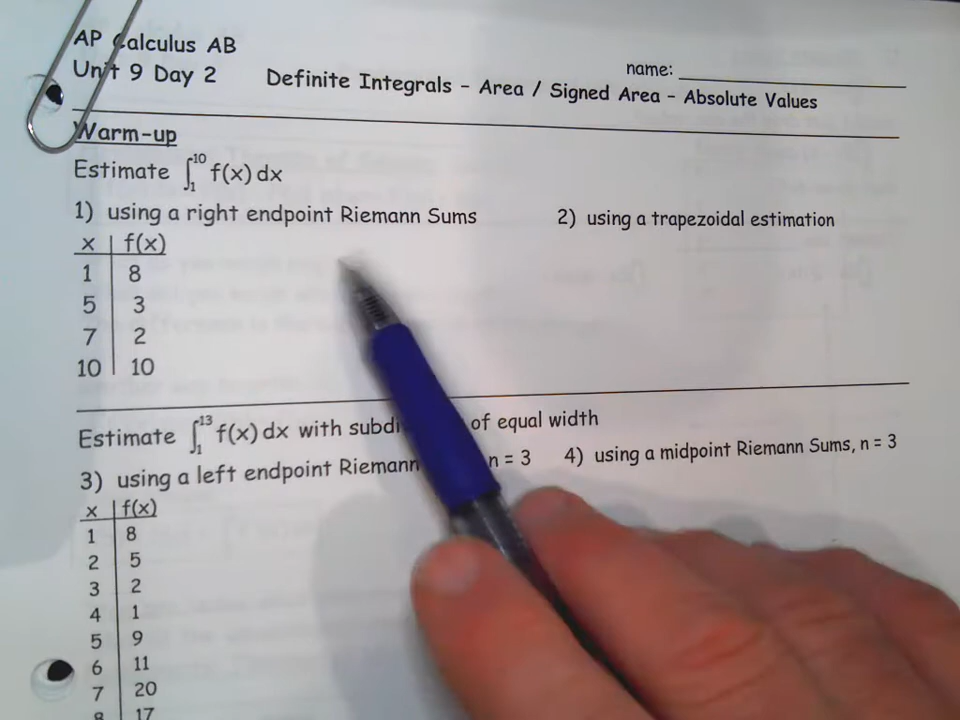 AP Calculus AB
Unit 9 Day 2 Definite Integrals - Area / Signed Area - Absolute Values name:
Warm-up
Estimate ∫₁¹⁰ f(x) dx
1) using a right endpoint Riemann Sums 2) using a trapezoidal estimation
x f(x)
1 8
5 3
7 2
10 10
Estimate ∫₁¹³ f(x) dx with of equal width
3) using a left endpoint Riemann n = 3 4) using a midpoint Riemann Sums, n = 3
x f(x)
1 8
2 5
3 2
4 1
5 9
6 11
7 20
8 17